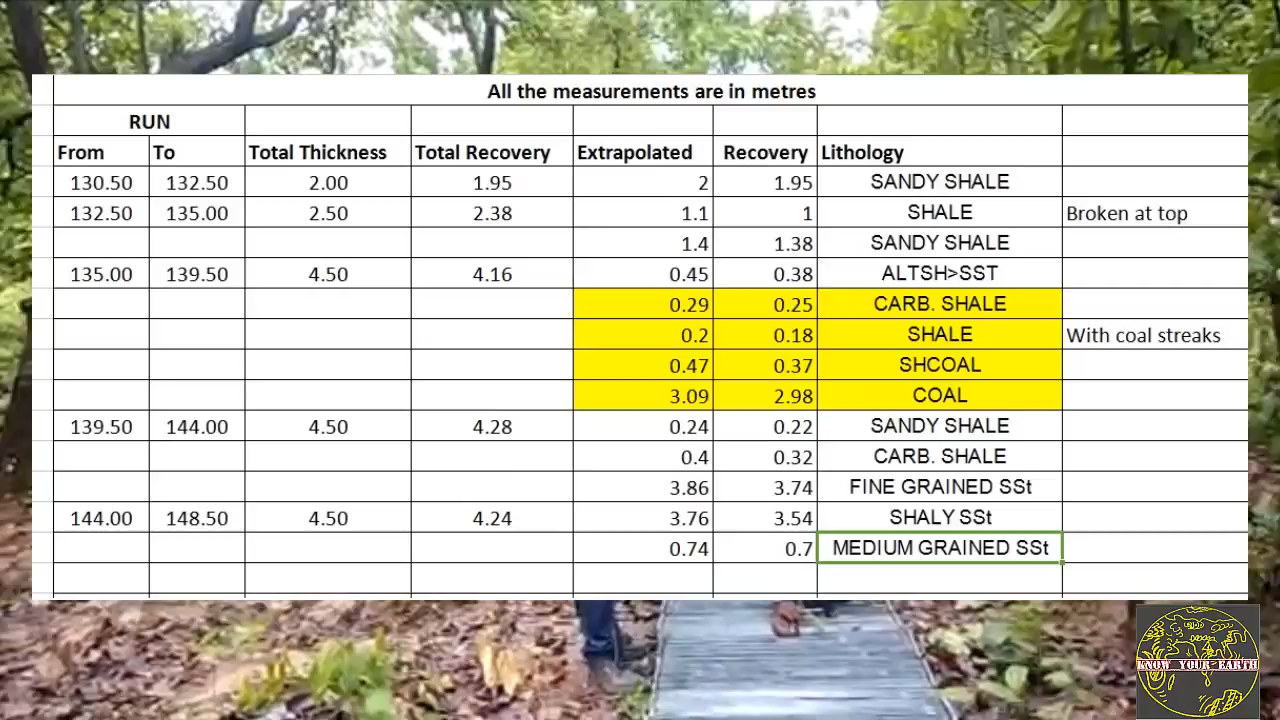 All the measurements are in metres
RUN
From To Total Thickness Total Recovery Extrapolated Recovery Lithology
130.50 132.50 2.00 1.95 2 1.95 SANDY SHALE
132.50 135.00 2.50 2.38 1.1 1 SHALE Broken at top
1.4 1.38 SANDY SHALE
135.00 139.50 4.50 4.16 0.45 0.38 ALTSH>SST
0.29 0.25 CARB. SHALE
0.2 0.18 SHALE With coal streaks
0.47 0.37 SHCOAL
3.09 2.98 COAL
139.50 144.00 4.50 4.28 0.24 0.22 SANDY SHALE
0.4 0.32 CARB. SHALE
3.86 3.74 FINE GRAINED SSt
144.00 148.50 4.50 4.24 3.76 3.54 SHALY SSt
0.74 0.7 MEDIUM GRAINED SSt
KNOW YOUR EARTH